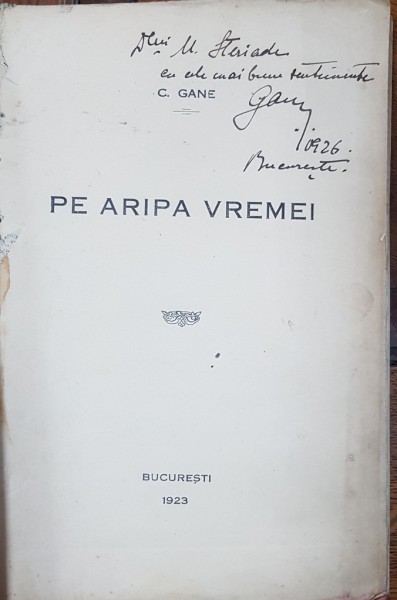 Dlui M. Steriade
cu cele mai bune sentimente
C. GANE
Gane
1926.
București.
PE ARIPA VREMEI
BUCUREȘTI
1923